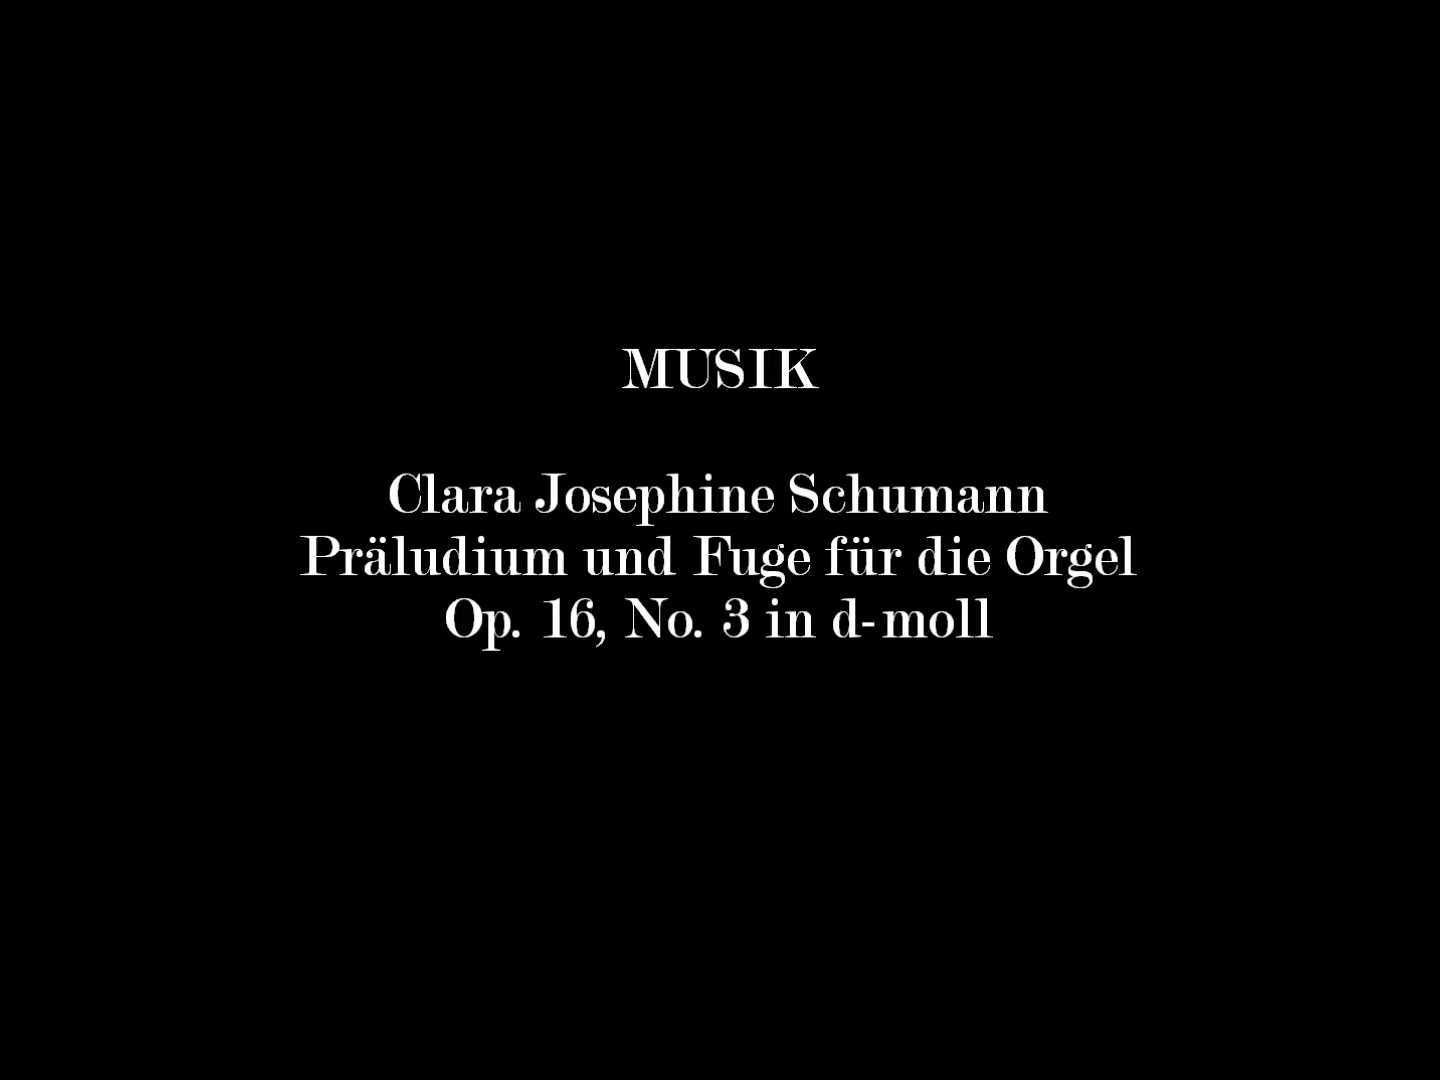 MUSIK
Clara Josephine Schumann
Präludium und Fuge für die Orgel
Op. 16, No. 3 in d-moll